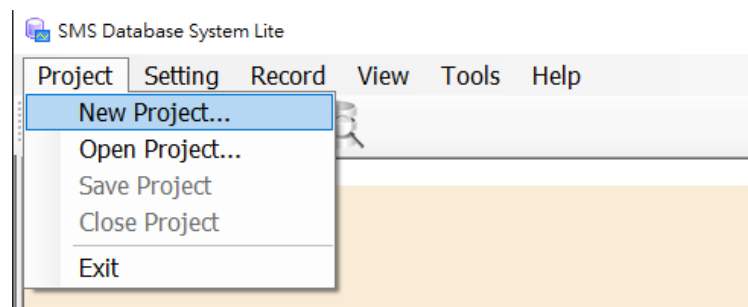 SMS Database System Lite
Project Setting Record View Tools Help
New Project...
Open Project...
Save Project
Close Project
Exit